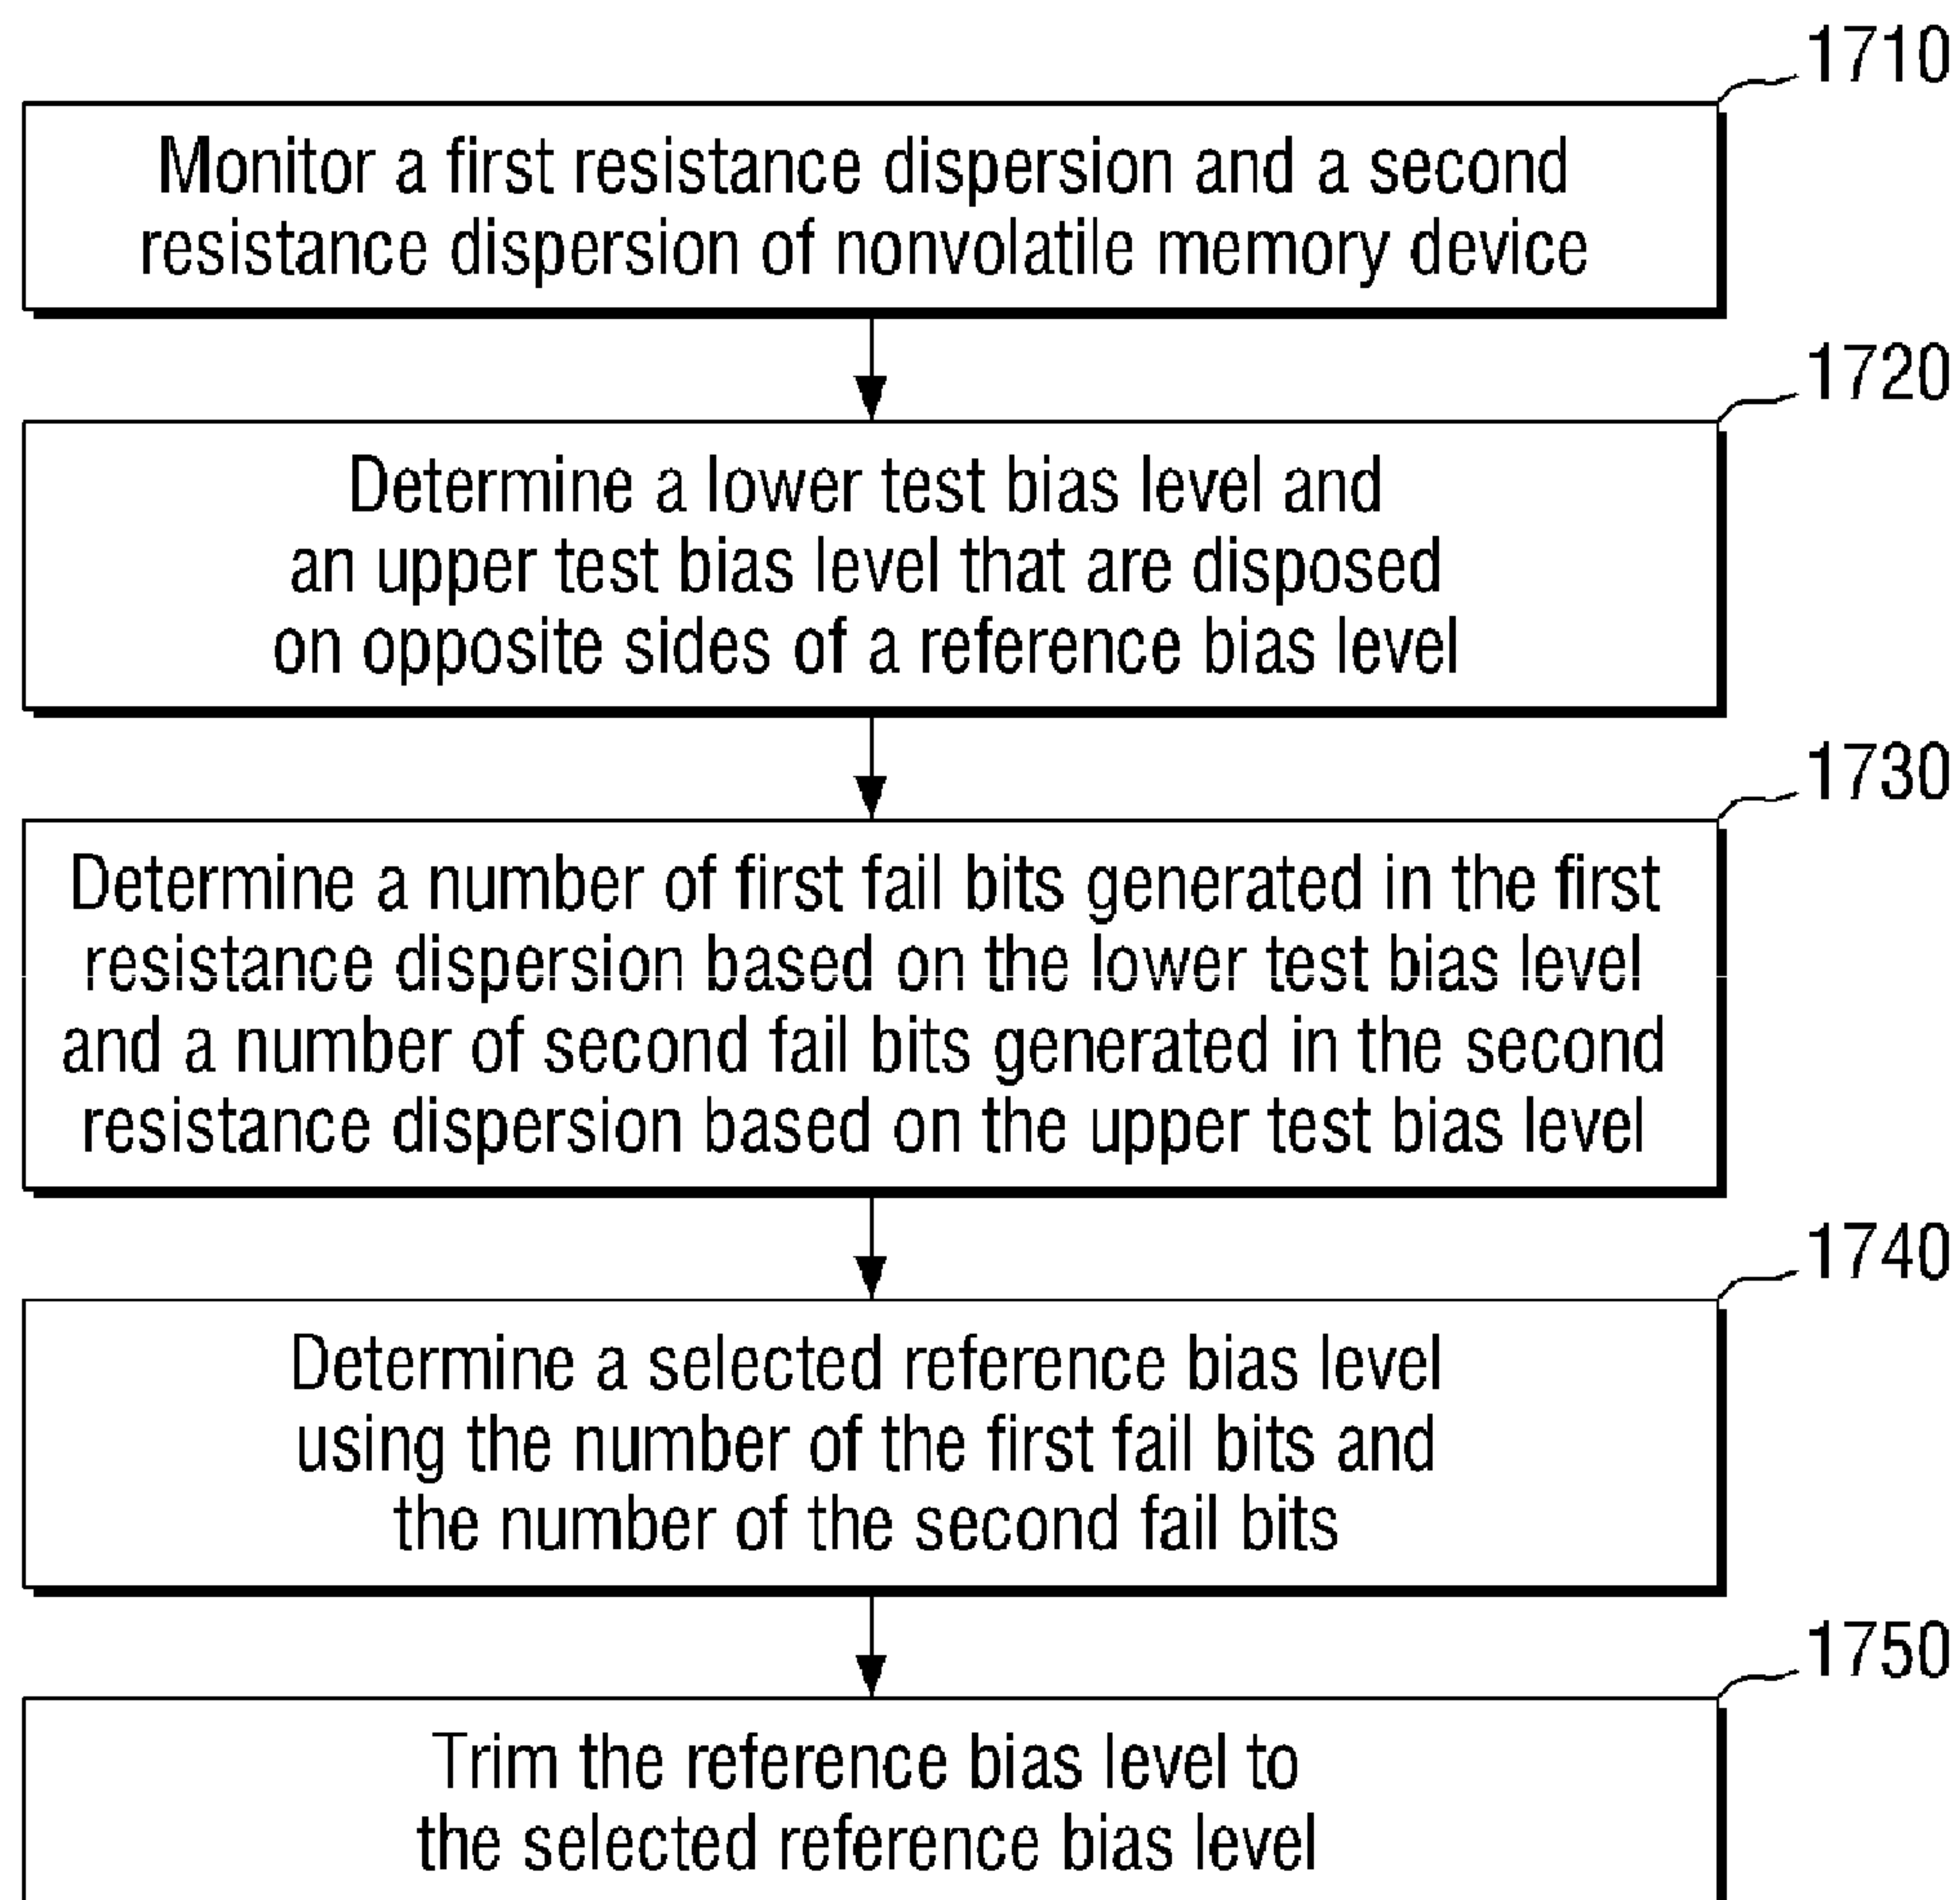 1710
Monitor a first resistance dispersion and a second
resistance dispersion of nonvolatile memory device
1720
Determine a lower test bias level and
an upper test bias level that are disposed
on opposite sides of a reference bias level
1730
Determine a number of first fail bits generated in the first
resistance dispersion based on the lower test bias level
and a number of second fail bits generated in the second
resistance dispersion based on the upper test bias level
1740
Determine a selected reference bias level
using the number of the first fail bits and
the number of the second fail bits
1750
Trim the reference bias level to
the selected reference bias level